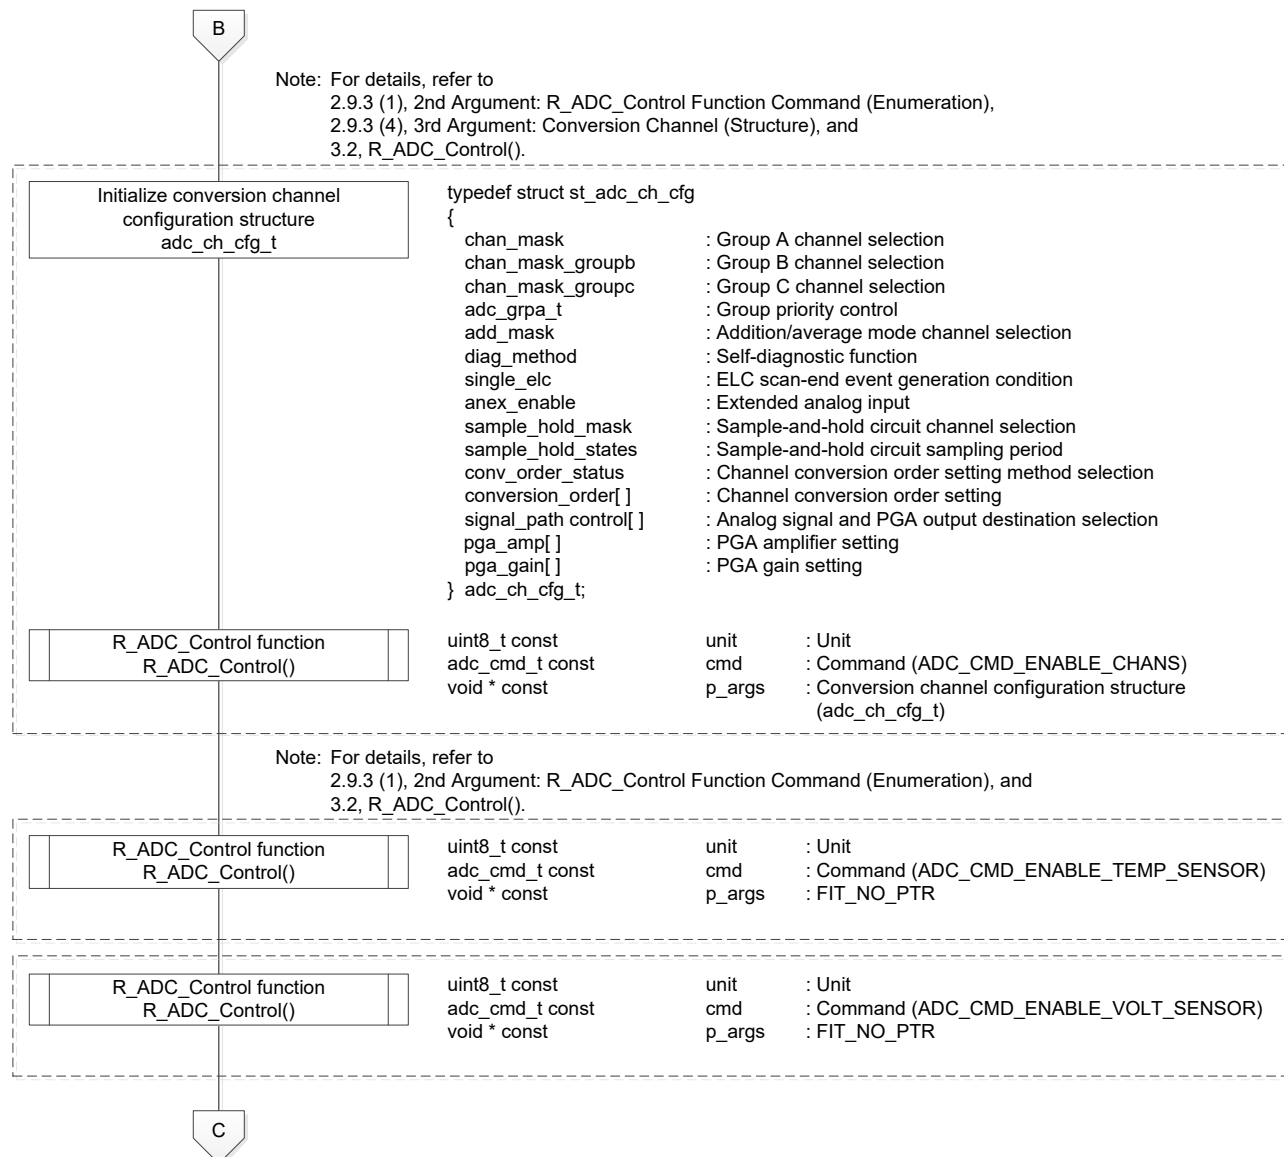 B
Note: For details, refer to
2.9.3 (1), 2nd Argument: R_ADC_Control Function Command (Enumeration),
2.9.3 (4), 3rd Argument: Conversion Channel (Structure), and
3.2, R_ADC_Control().
Initialize conversion channel
configuration structure
adc_ch_cfg_t
typedef struct st_adc_ch_cfg
{
chan_mask : Group A channel selection
chan_mask_groupb : Group B channel selection
chan_mask_groupc : Group C channel selection
adc_grpa_t : Group priority control
add_mask : Addition/average mode channel selection
diag_method : Self-diagnostic function
single_elc : ELC scan-end event generation condition
anex_enable : Extended analog input
sample_hold_mask : Sample-and-hold circuit channel selection
sample_hold_states : Sample-and-hold circuit sampling period
conv_order_status : Channel conversion order setting method selection
conversion_order[ ] : Channel conversion order setting
signal_path control[ ] : Analog signal and PGA output destination selection
pga_amp[ ] : PGA amplifier setting
pga_gain[ ] : PGA gain setting
} adc_ch_cfg_t;
R_ADC_Control function
R_ADC_Control()
uint8_t const unit : Unit
adc_cmd_t const cmd : Command (ADC_CMD_ENABLE_CHANS)
void * const p_args : Conversion channel configuration structure
(adc_ch_cfg_t)
Note: For details, refer to
2.9.3 (1), 2nd Argument: R_ADC_Control Function Command (Enumeration), and
3.2, R_ADC_Control().
R_ADC_Control function
R_ADC_Control()
uint8_t const unit : Unit
adc_cmd_t const cmd : Command (ADC_CMD_ENABLE_TEMP_SENSOR)
void * const p_args : FIT_NO_PTR
R_ADC_Control function
R_ADC_Control()
uint8_t const unit : Unit
adc_cmd_t const cmd : Command (ADC_CMD_ENABLE_VOLT_SENSOR)
void * const p_args : FIT_NO_PTR
C